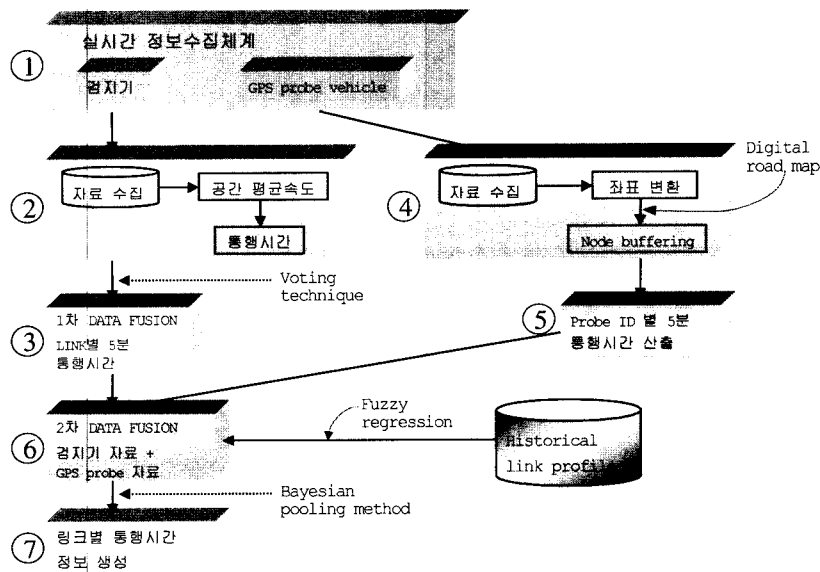 실시간 정보수집체계
①
검지기
GPS probe vehicle
②
자료 수집
공간 평균속도
통행시간
④
자료 수집
좌표 변환
Node buffering
Digital
road map
Voting
technique
③
1차 DATA FUSION
LINK별 5분
통행시간
⑤
Probe ID 별 5분
통행시간 산출
⑥
2차 DATA FUSION
검지기 자료 +
GPS probe 자료
Fuzzy
regression
Historical
link profile
Bayesian
pooling method
⑦
링크별 통행시간
정보 생성